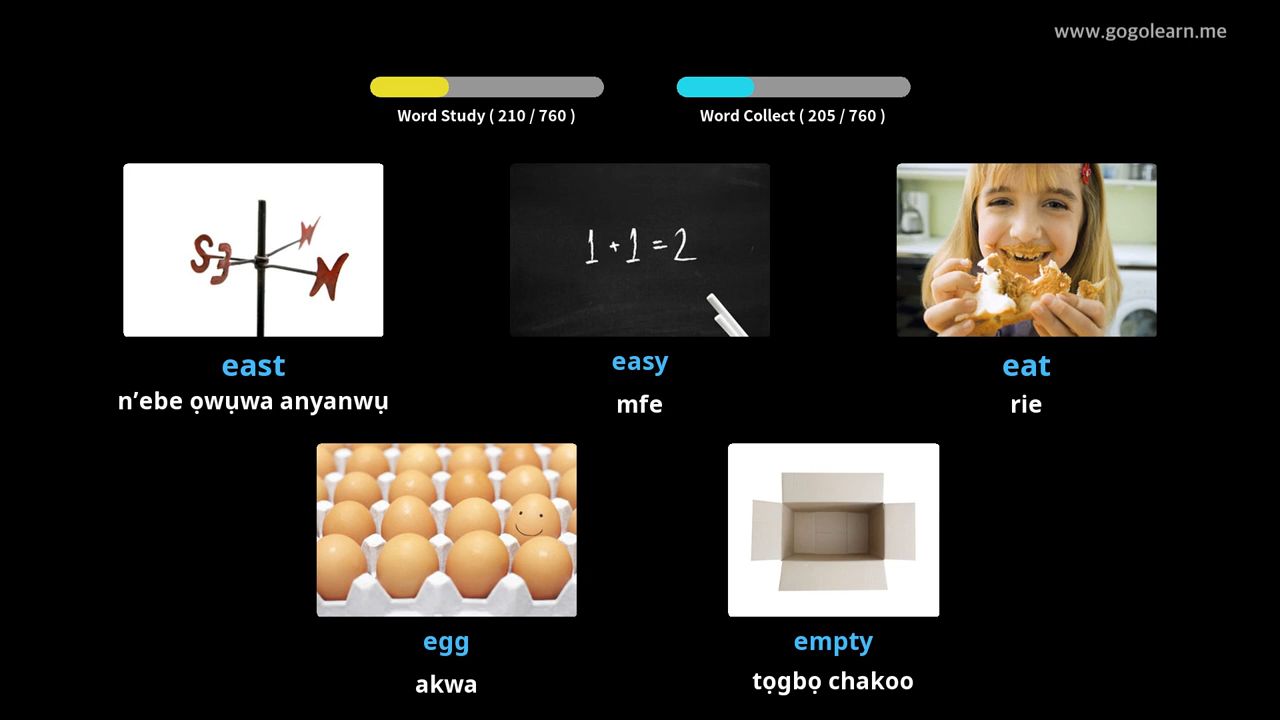 www.gogolearn.me
Word Study ( 210 / 760 )
Word Collect ( 205 / 760 )
S E N W
1 + 1 = 2
east
n’ebe ọwụwa anyanwụ
easy
mfe
eat
rie
egg
akwa
empty
tọgbọ chakoo